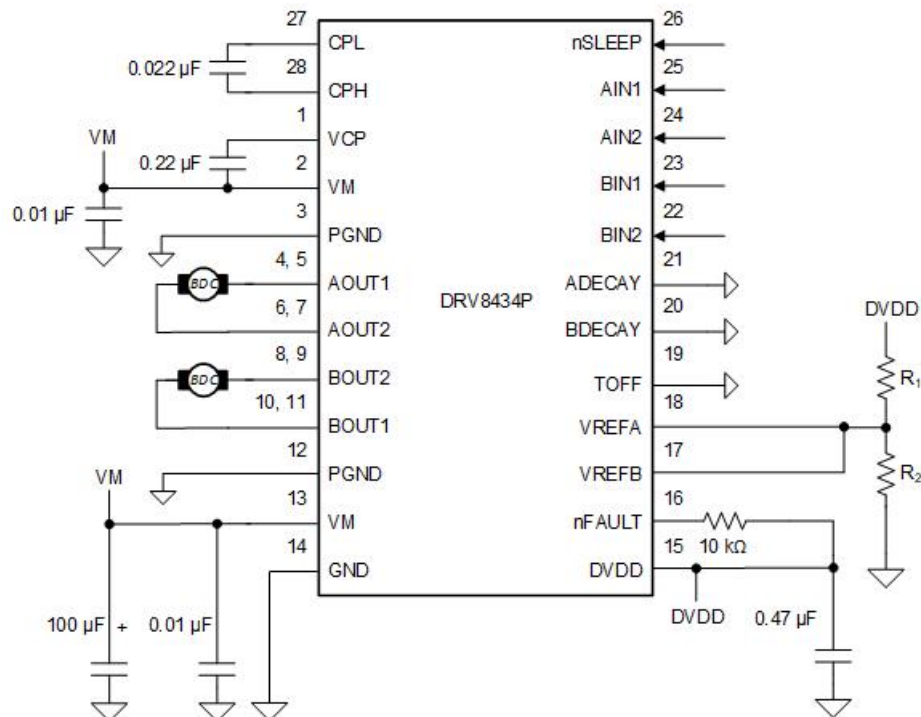 27
CPL
0.022 µF
28
CPH
1
VCP
VM
0.22 µF
2
VM
0.01 µF
3
PGND
4, 5
BDC
AOUT1
6, 7
AOUT2
8, 9
BDC
BOUT2
10, 11
BOUT1
12
PGND
VM
13
VM
14
GND
100 µF +
0.01 µF
DRV8434P
26
nSLEEP
25
AIN1
24
AIN2
23
BIN1
22
BIN2
21
ADECAY
20
BDECAY
19
TOFF
18
VREFA
17
VREFB
16
nFAULT
10 kΩ
15
DVDD
DVDD
0.47 µF
DVDD
R1
R2